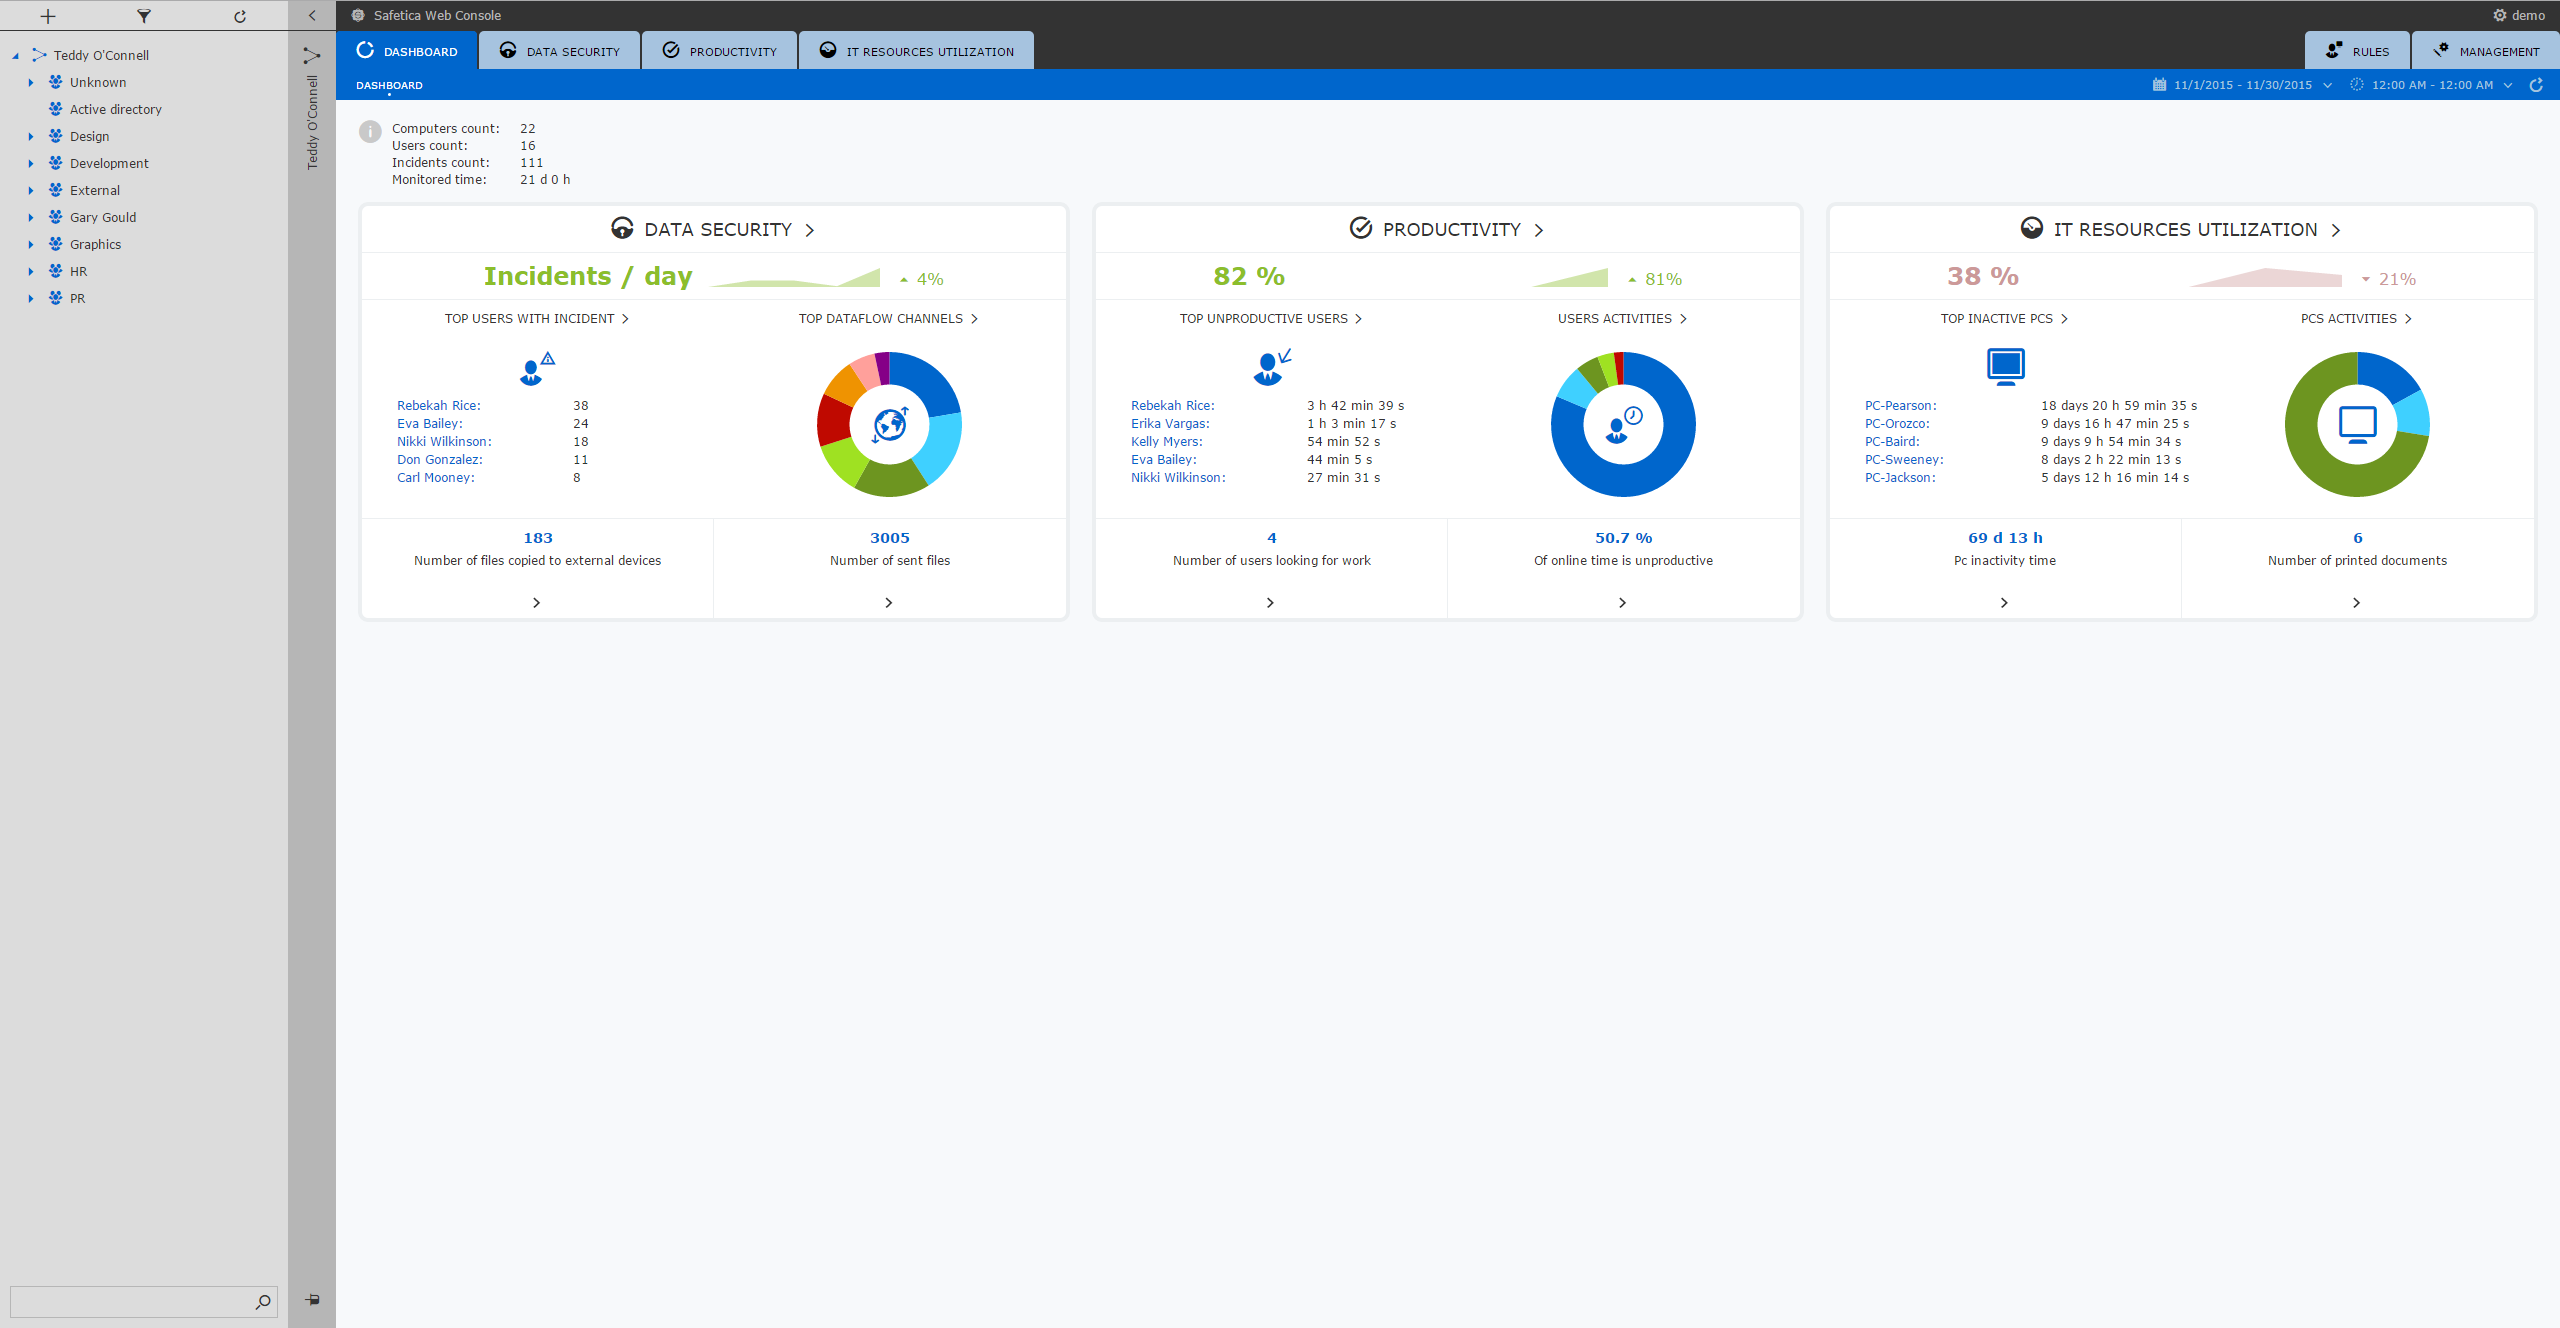 Safetica Web Console
demo
DASHBOARD
DATA SECURITY
PRODUCTIVITY
IT RESOURCES UTILIZATION
RULES
MANAGEMENT
DASHBOARD
11/1/2015 - 11/30/2015
12:00 AM - 12:00 AM
Teddy O'Connell
Unknown
Active directory
Design
Development
External
Gary Gould
Graphics
HR
PR
Teddy O'Connell
Computers count: 22
Users count: 16
Incidents count: 111
Monitored time: 21 d 0 h
DATA SECURITY
Incidents / day
4%
TOP USERS WITH INCIDENT
TOP DATAFLOW CHANNELS
Rebekah Rice: 38
Eva Bailey: 24
Nikki Wilkinson: 18
Don Gonzalez: 11
Carl Mooney: 8
183
Number of files copied to external devices
3005
Number of sent files
PRODUCTIVITY
82 %
81%
TOP UNPRODUCTIVE USERS
USERS ACTIVITIES
Rebekah Rice: 3 h 42 min 39 s
Erika Vargas: 1 h 3 min 17 s
Kelly Myers: 54 min 52 s
Eva Bailey: 44 min 5 s
Nikki Wilkinson: 27 min 31 s
4
Number of users looking for work
50.7 %
Of online time is unproductive
IT RESOURCES UTILIZATION
38 %
21%
TOP INACTIVE PCS
PCS ACTIVITIES
PC-Pearson: 18 days 20 h 59 min 35 s
PC-Orozco: 9 days 16 h 47 min 25 s
PC-Baird: 9 days 9 h 54 min 34 s
PC-Sweeney: 8 days 2 h 22 min 13 s
PC-Jackson: 5 days 12 h 16 min 14 s
69 d 13 h
Pc inactivity time
6
Number of printed documents